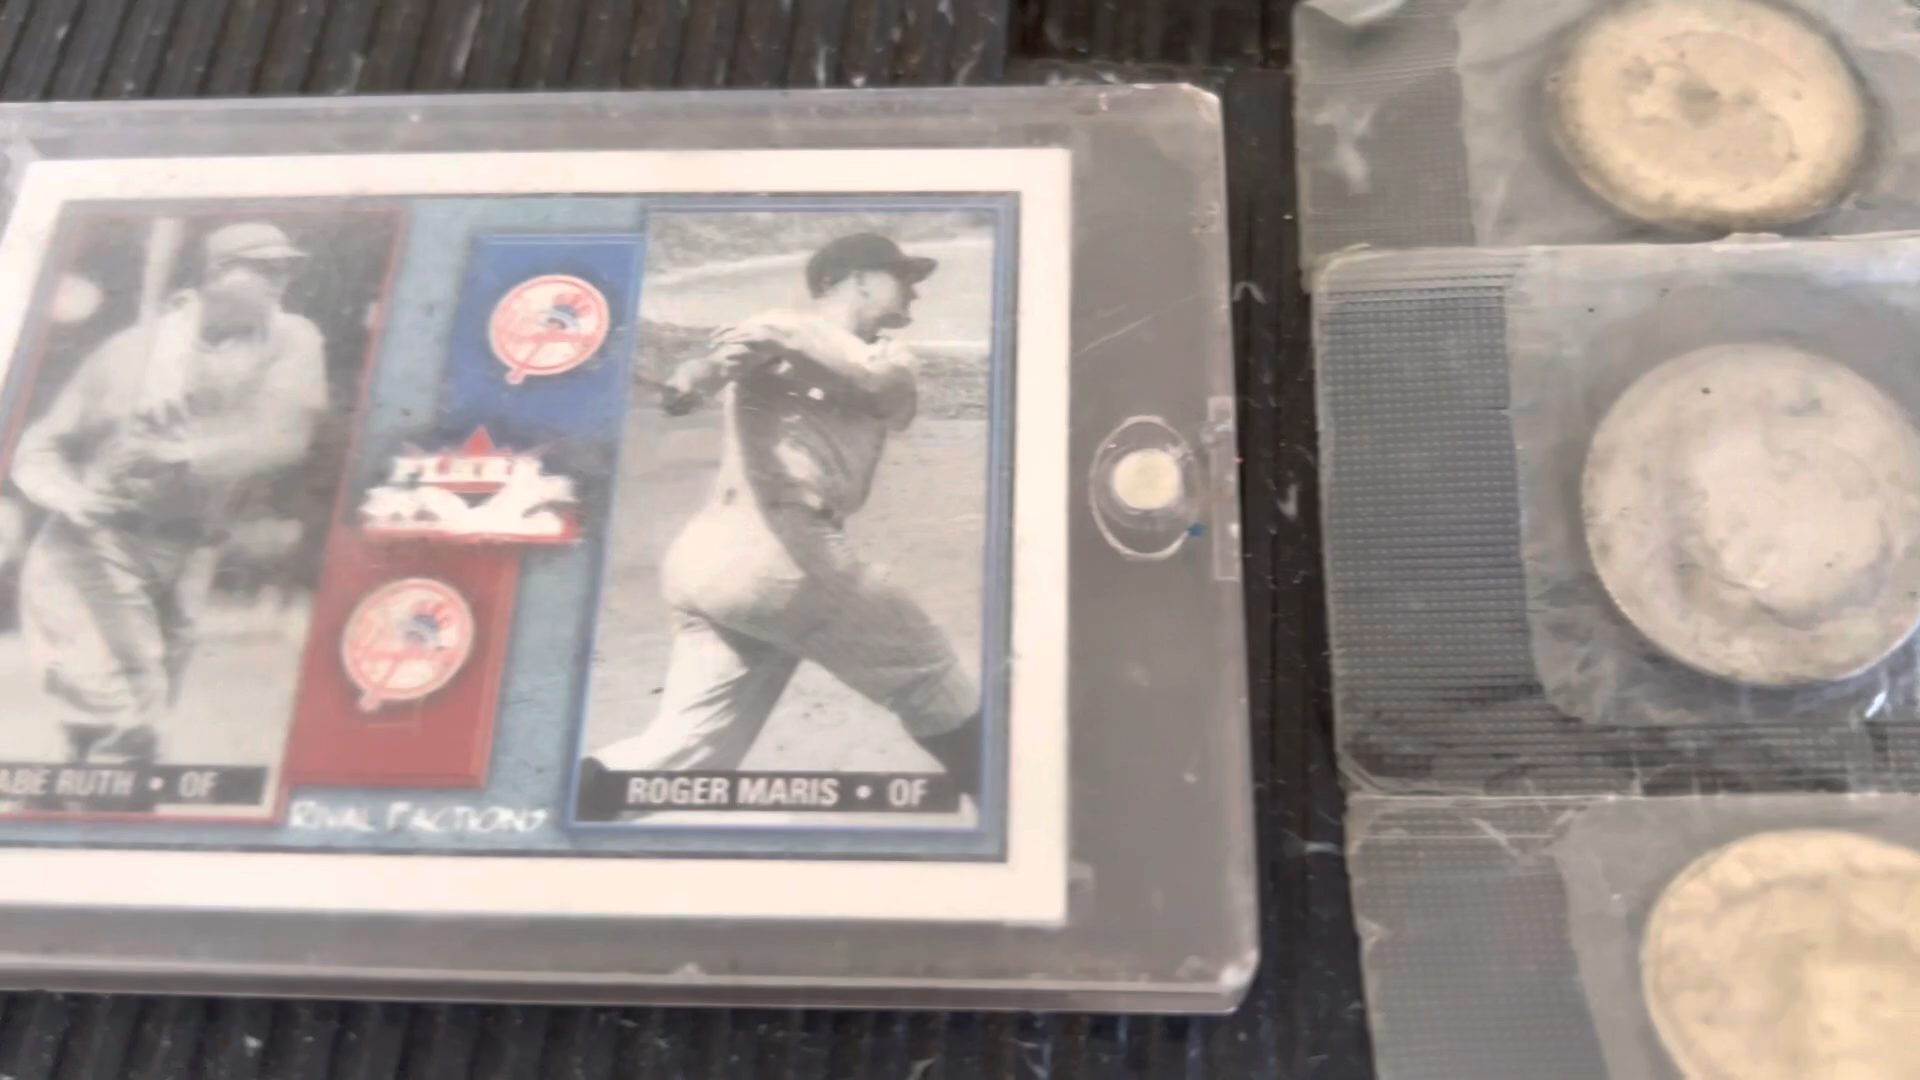 ABE RUTH • OF
RIVAL FACTIONS
ROGER MARIS • OF